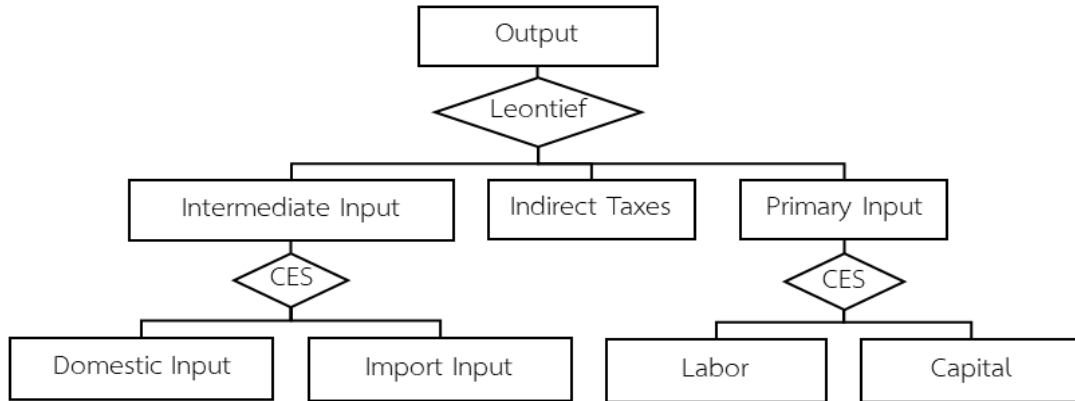 Output
Leontief
Intermediate Input
Indirect Taxes
Primary Input
CES
CES
Domestic Input
Import Input
Labor
Capital